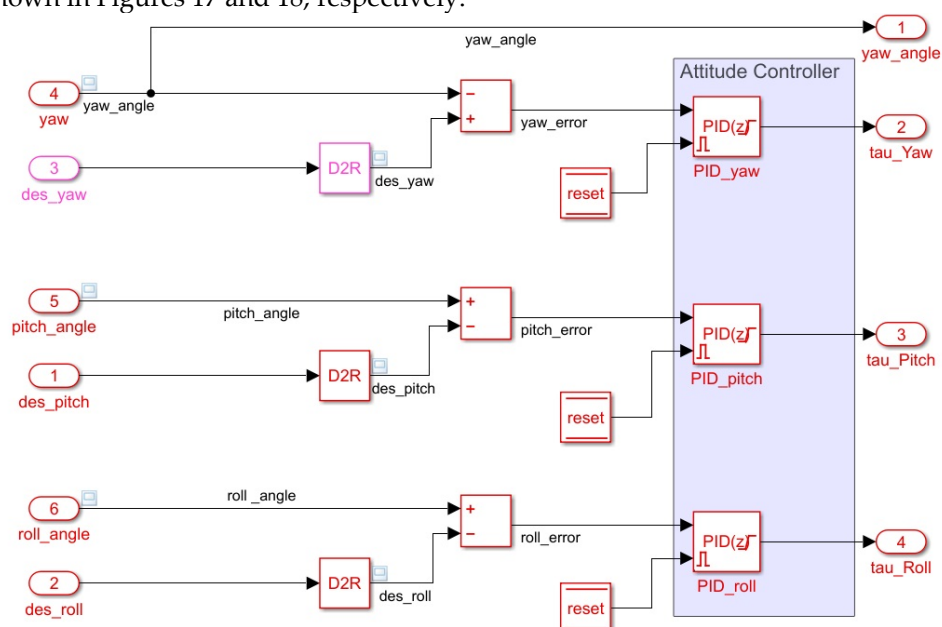 nown in Figures 17 and 18, respectively.
1
yaw_angle
yaw_angle
Attitude Controller
4
yaw_angle
yaw
−
+
yaw_error
PID(z)
PID_yaw
2
tau_Yaw
3
des_yaw
D2R
des_yaw
reset
5
pitch_angle
pitch_angle
+
−
pitch_error
PID(z)
PID_pitch
3
tau_Pitch
1
des_pitch
D2R
des_pitch
reset
6
roll_angle
roll _angle
+
−
roll_error
PID(z)
PID_roll
4
tau_Roll
2
des_roll
D2R
des_roll
reset